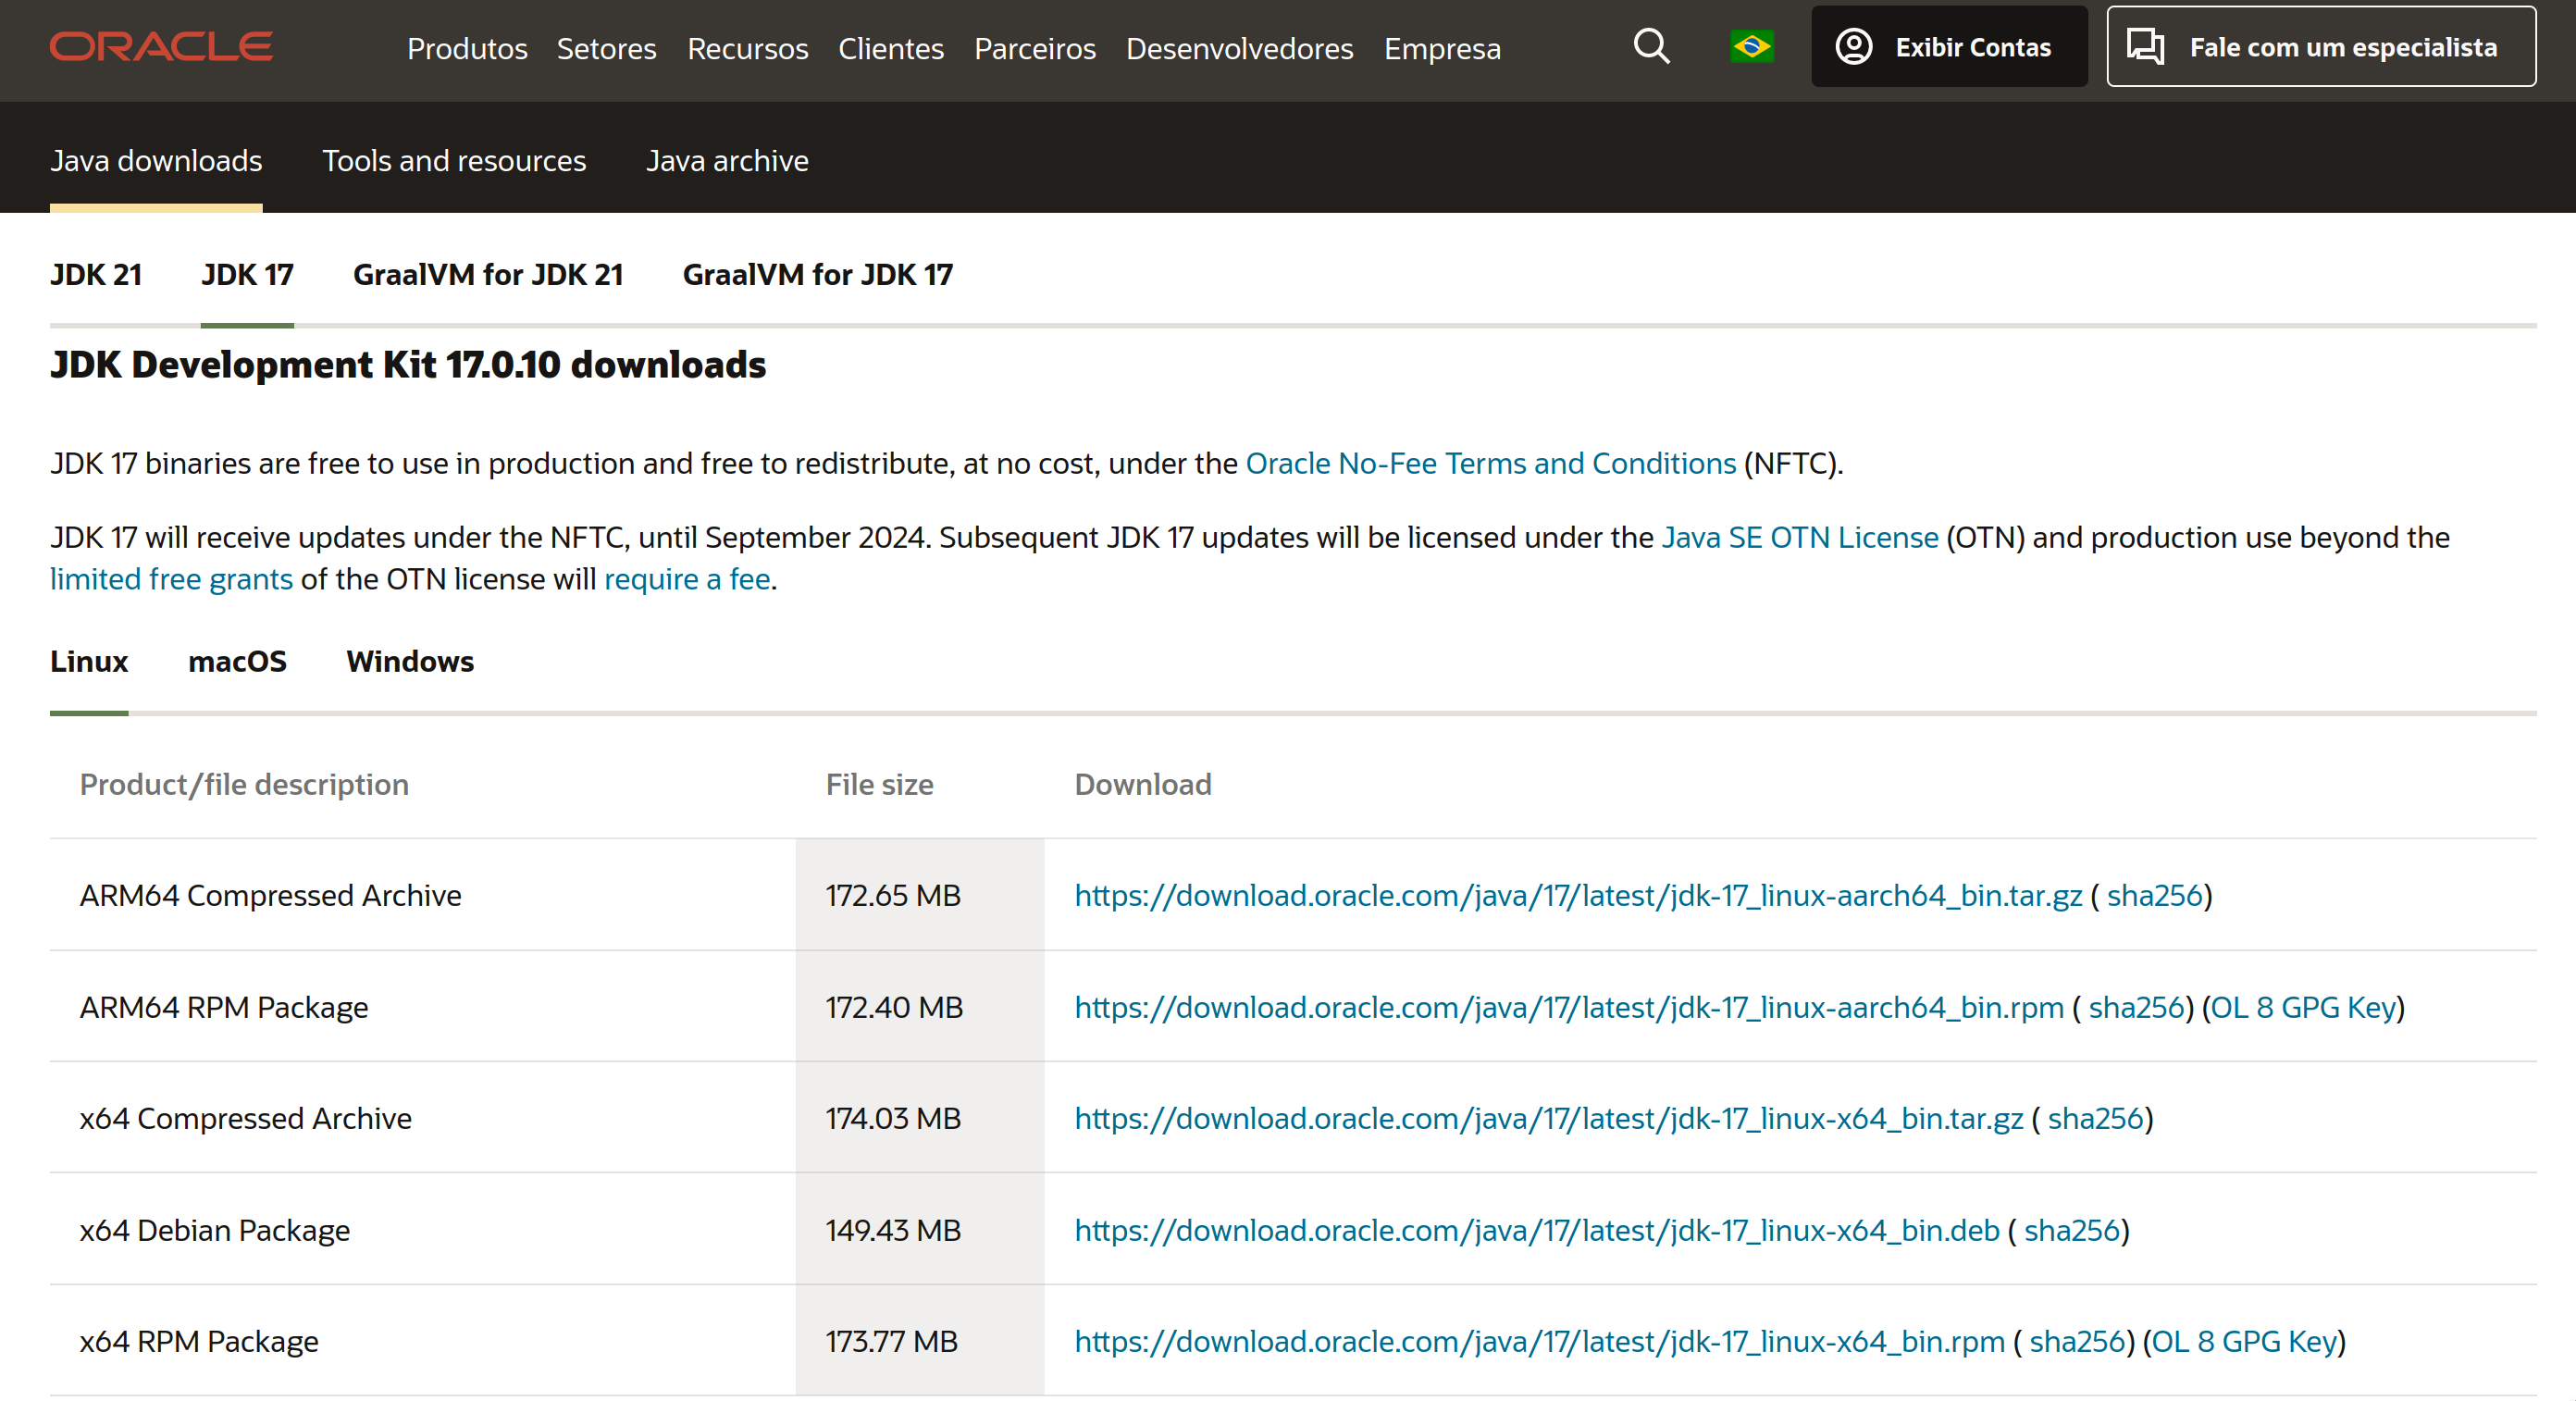 ORACLE Produtos Setores Recursos Clientes Parceiros Desenvolvedores Empresa Exibir Contas Fale com um especialista
Java downloads Tools and resources Java archive
JDK 21 JDK 17 GraalVM for JDK 21 GraalVM for JDK 17
JDK Development Kit 17.0.10 downloads
JDK 17 binaries are free to use in production and free to redistribute, at no cost, under the Oracle No-Fee Terms and Conditions (NFTC).
JDK 17 will receive updates under the NFTC, until September 2024. Subsequent JDK 17 updates will be licensed under the Java SE OTN License (OTN) and production use beyond the
limited free grants of the OTN license will require a fee.
Linux macOS Windows
Product/file description File size Download
ARM64 Compressed Archive 172.65 MB https://download.oracle.com/java/17/latest/jdk-17_linux-aarch64_bin.tar.gz ( sha256)
ARM64 RPM Package 172.40 MB https://download.oracle.com/java/17/latest/jdk-17_linux-aarch64_bin.rpm ( sha256) (OL 8 GPG Key)
x64 Compressed Archive 174.03 MB https://download.oracle.com/java/17/latest/jdk-17_linux-x64_bin.tar.gz ( sha256)
x64 Debian Package 149.43 MB https://download.oracle.com/java/17/latest/jdk-17_linux-x64_bin.deb ( sha256)
x64 RPM Package 173.77 MB https://download.oracle.com/java/17/latest/jdk-17_linux-x64_bin.rpm ( sha256) (OL 8 GPG Key)